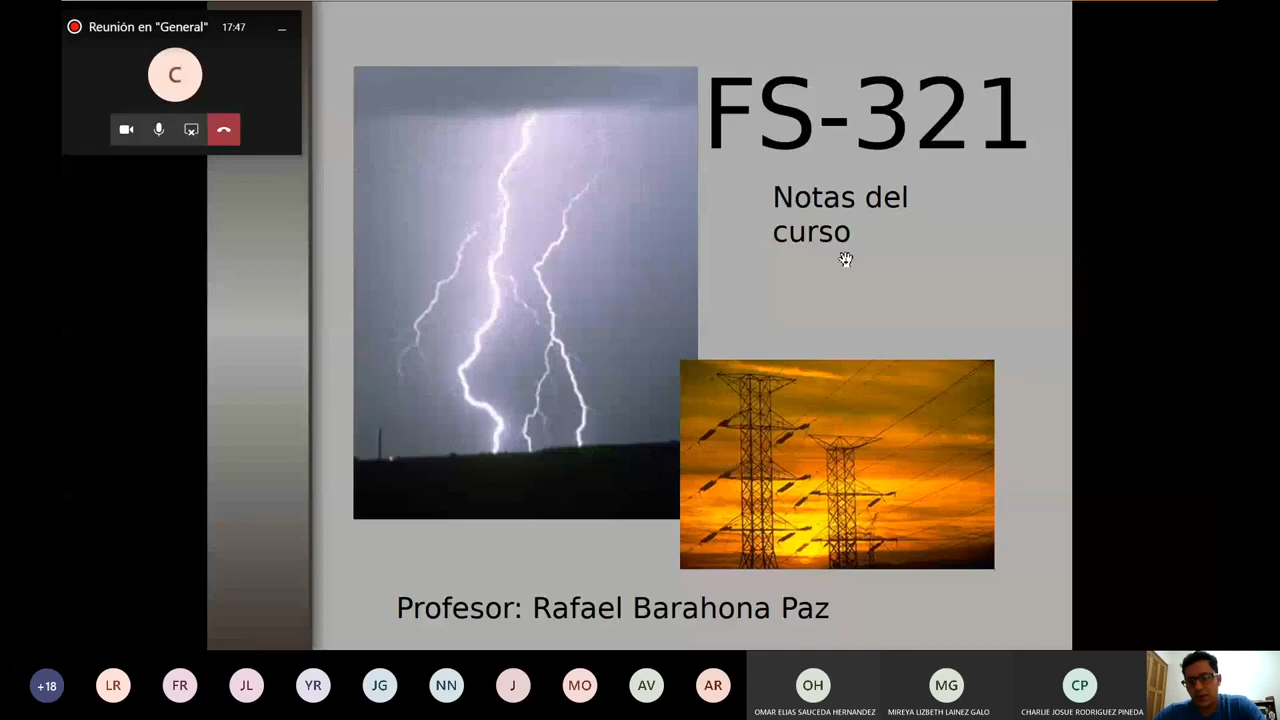 Reunión en "General" 17:47
C
FS-321
Notas del
curso
Profesor: Rafael Barahona Paz
+18 LR FR JL YR JG NN J MO AV AR OH MG CP
OMAR ELIAS SAUCEDA HERNANDEZ MIREYA LIZBETH LAINEZ GALO CHARLIE JOSUE RODRIGUEZ PINEDA